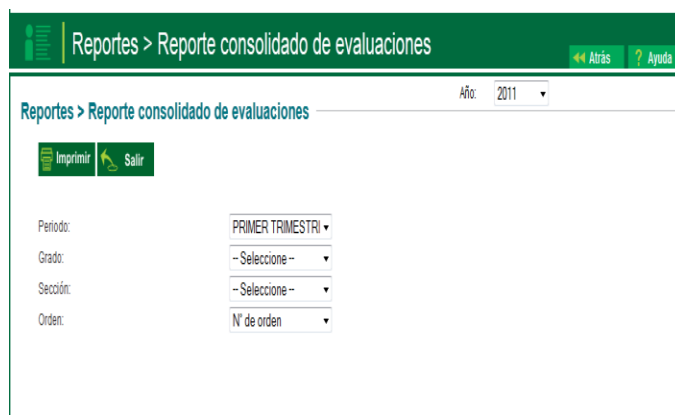 Reportes > Reporte consolidado de evaluaciones
Atrás ? Ayuda
Año: 2011
Reportes > Reporte consolidado de evaluaciones
Imprimir Salir
Periodo: PRIMER TRIMESTRI
Grado: -- Seleccione --
Sección: -- Seleccione --
Orden: N° de orden